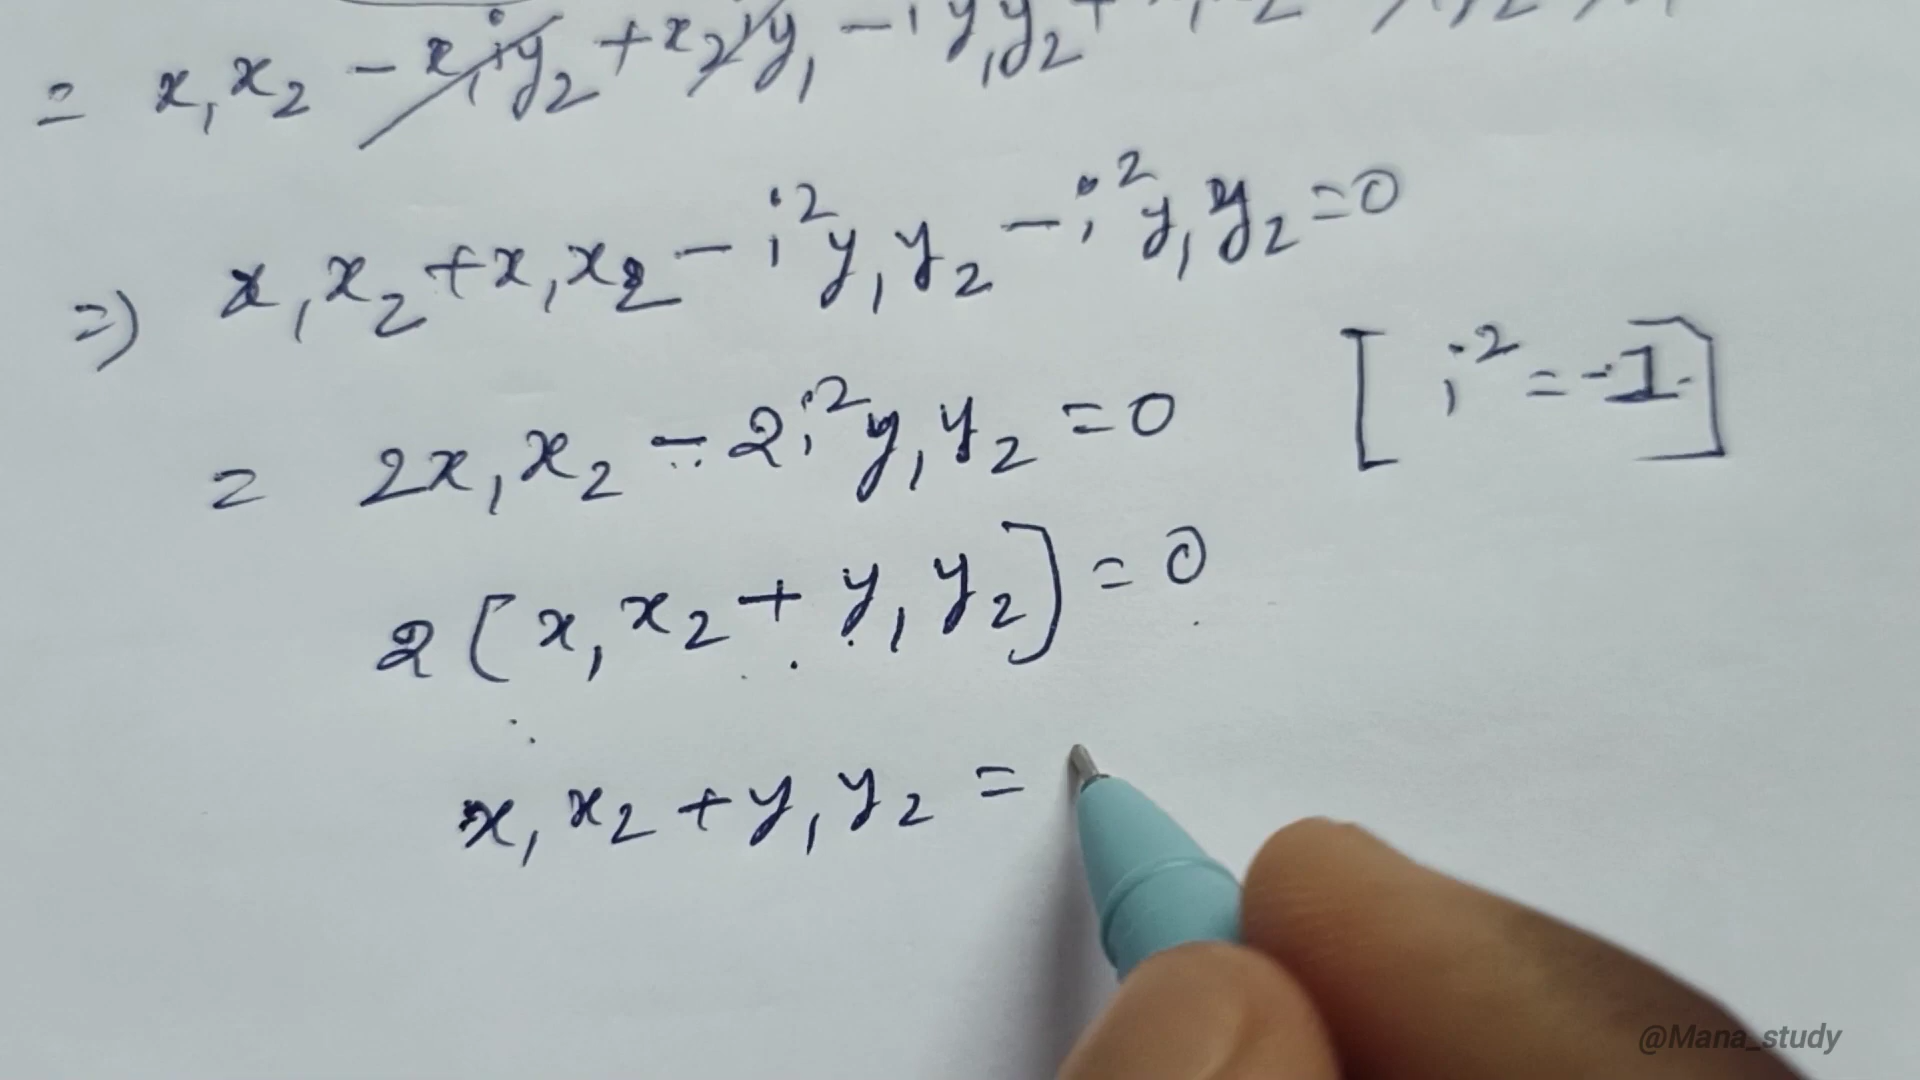 = x₁x₂ - x₁iy₂ + x₂iy₁ - i y₁y₂ +
=) x₁x₂ + x₁x₂ - i²y₁y₂ - i²y₁y₂ = 0
= 2x₁x₂ - 2i²y₁y₂ = 0 [ i² = -1 ]
2[x₁x₂ + y₁y₂] = 0
x₁x₂ + y₁y₂ =
@Mana_study